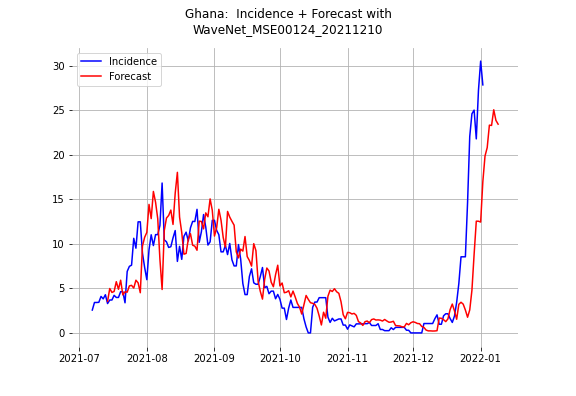 Ghana:  Incidence + Forecast with
WaveNet_MSE00124_20211210
Incidence
Forecast
30
25
20
15
10
5
0
2021-07 2021-08 2021-09 2021-10 2021-11 2021-12 2022-01